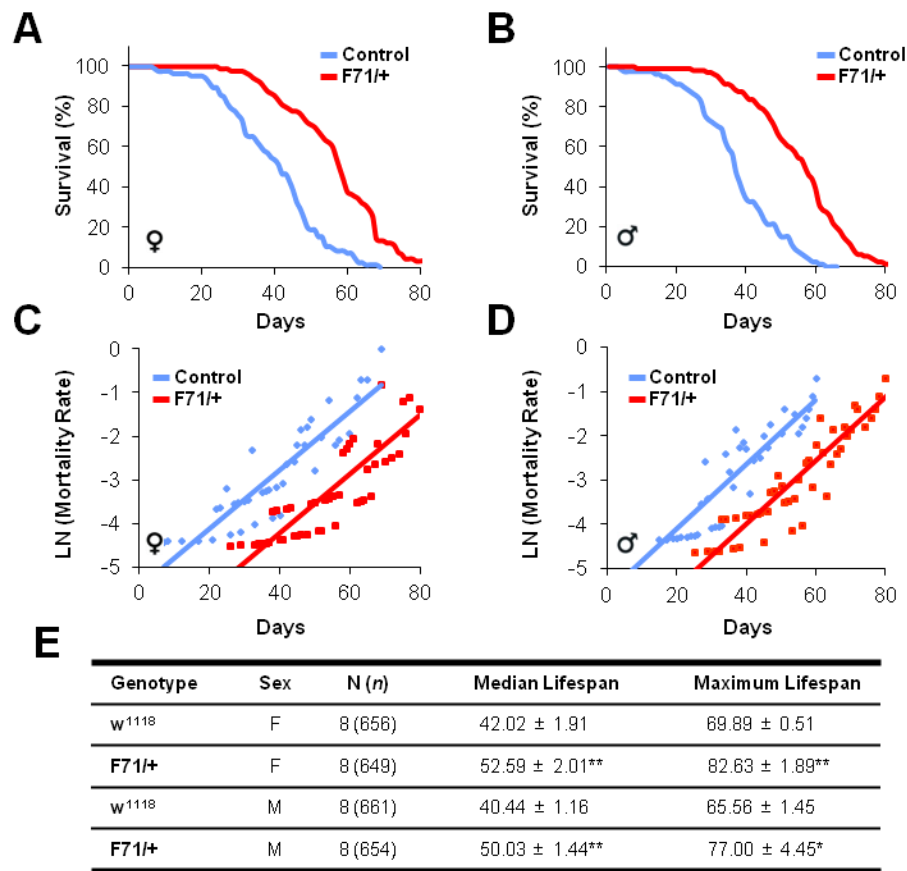 A
Control
F71/+
100
80
60
40
20
0
Survival (%)
♀
0 20 40 60 80
Days
B
Control
F71/+
100
80
60
40
20
0
Survival (%)
♂
0 20 40 60 80
Days
C
Control
F71/+
0
-1
-2
-3
-4
-5
LN (Mortality Rate)
♀
0 20 40 60 80
Days
D
Control
F71/+
0
-1
-2
-3
-4
-5
LN (Mortality Rate)
♂
0 20 40 60 80
Days
E
Genotype Sex N (n) Median Lifespan Maximum Lifespan
w1118 F 8 (656) 42.02 ± 1.91 69.89 ± 0.51
F71/+ F 8 (649) 52.59 ± 2.01** 82.63 ± 1.89**
w1118 M 8 (661) 40.44 ± 1.16 65.56 ± 1.45
F71/+ M 8 (654) 50.03 ± 1.44** 77.00 ± 4.45*